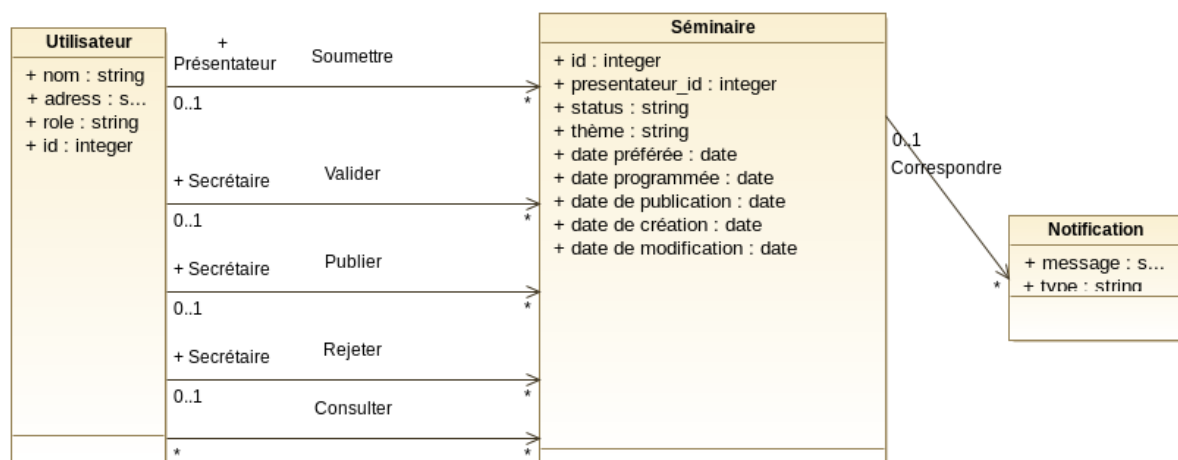 Utilisateur
+ nom : string
+ adress : s...
+ role : string
+ id : integer
+
Présentateur
Soumettre
0..1
*
+ Secrétaire
Valider
0..1
*
+ Secrétaire
Publier
0..1
*
+ Secrétaire
Rejeter
0..1
*
Consulter
*
*
Séminaire
+ id : integer
+ presentateur_id : integer
+ status : string
+ thème : string
+ date préférée : date
+ date programmée : date
+ date de publication : date
+ date de création : date
+ date de modification : date
0..1
Correspondre
*
Notification
+ message : s...
+ type : string